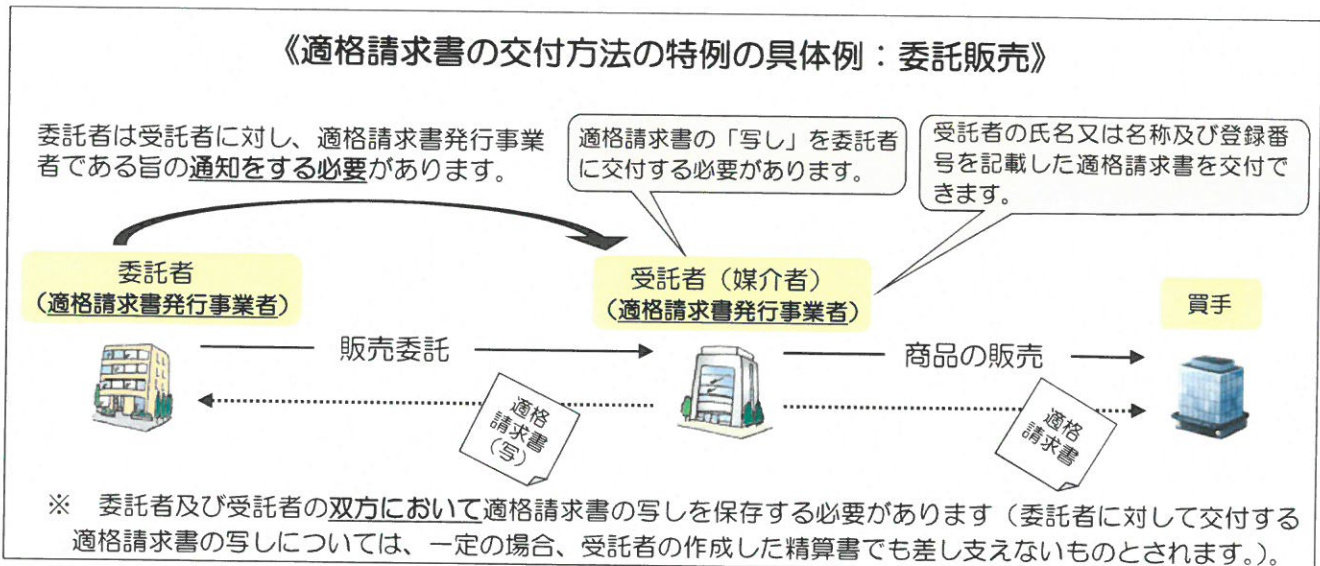 《適格請求書の交付方法の特例の具体例：委託販売》
委託者は受託者に対し、適格請求書発行事業
者である旨の通知をする必要があります。
適格請求書の「写し」を委託者
に交付する必要があります。
受託者の氏名又は名称及び登録番
号を記載した適格請求書を交付で
きます。
委託者
（適格請求書発行事業者）
受託者（媒介者）
（適格請求書発行事業者）
買手
販売委託
商品の販売
適格
請求書
（写）
適格
請求書
※　委託者及び受託者の双方において適格請求書の写しを保存する必要があります（委託者に対して交付する
適格請求書の写しについては、一定の場合、受託者の作成した精算書でも差し支えないものとされます。）。